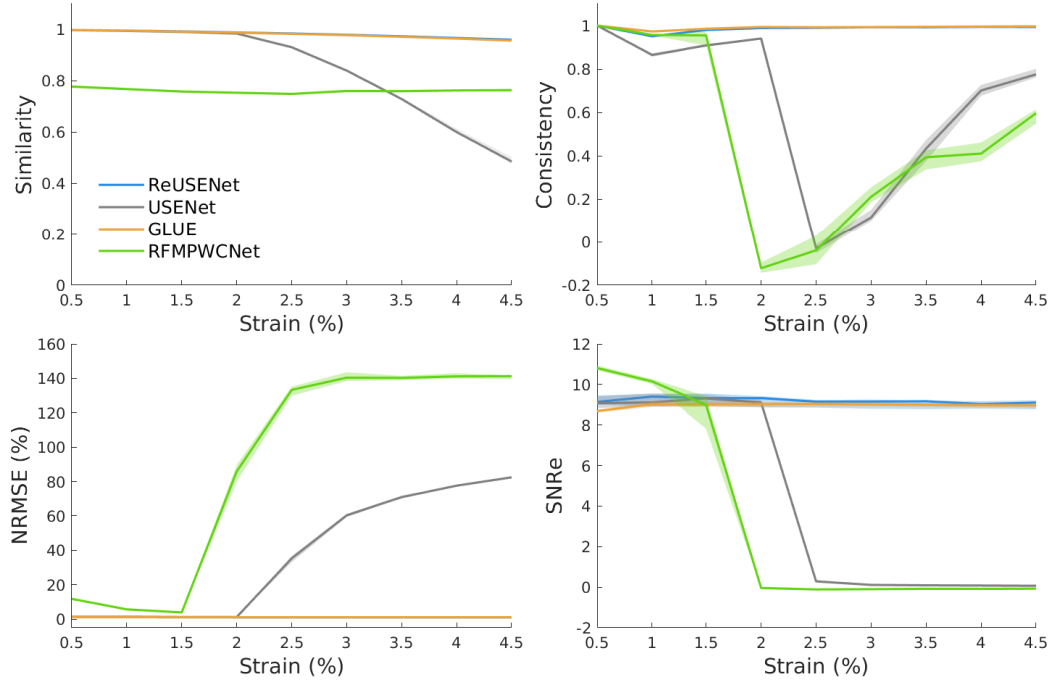 1
0.8
0.6
0.4
0.2
0
Similarity
ReUSENet
USENet
GLUE
RFMPWCNet
0.5 1 1.5 2 2.5 3 3.5 4 4.5
Strain (%)
1
0.8
0.6
0.4
0.2
0
-0.2
Consistency
0.5 1 1.5 2 2.5 3 3.5 4 4.5
Strain (%)
160
140
120
100
80
60
40
20
0
NRMSE (%)
0.5 1 1.5 2 2.5 3 3.5 4 4.5
Strain (%)
12
10
8
6
4
2
0
-2
SNRe
0.5 1 1.5 2 2.5 3 3.5 4 4.5
Strain (%)